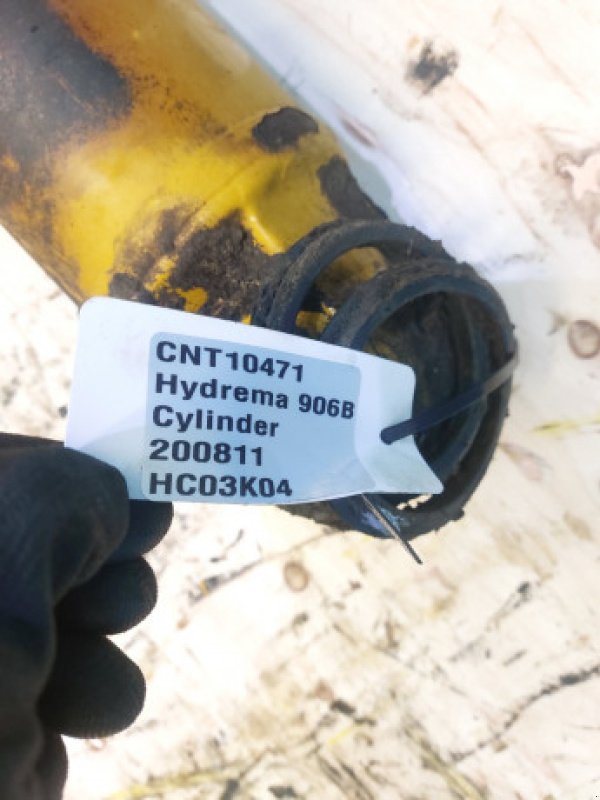 CNT10471
Hydrema 906B
Cylinder
200811
HC03K04